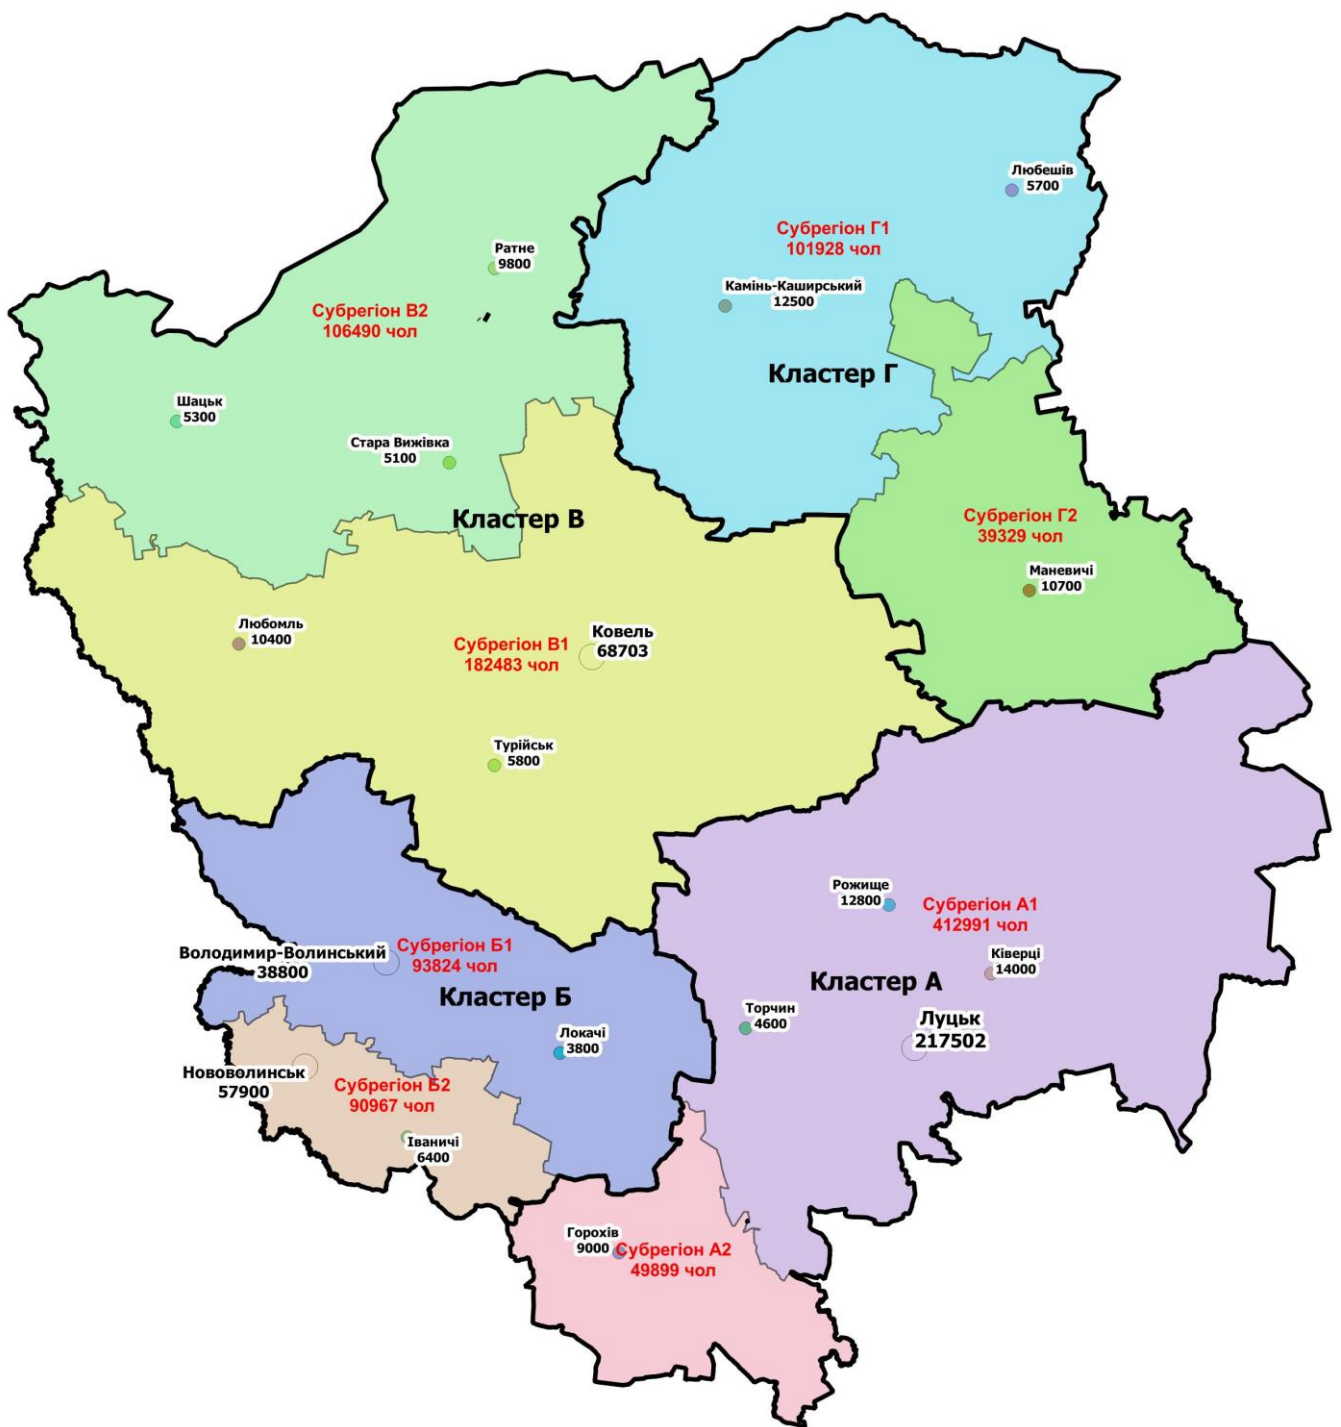 Любешів
5700
Субрегіон Г1
101928 чол
Ратне
9800
Камінь-Каширський
12500
Субрегіон В2
106490 чол
Кластер Г
Шацьк
5300
Стара Вижівка
5100
Кластер В
Субрегіон Г2
39329 чол
Маневичі
10700
Любомль
10400
Субрегіон В1
182483 чол
Ковель
68703
Турійськ
5800
Рожище
12800
Субрегіон А1
412991 чол
Володимир-Волинський
38800
Субрегіон Б1
93824 чол
Кластер Б
Кластер А
Ківерці
14000
Торчин
4600
Луцьк
217502
Локачі
3800
Нововолинськ
57900
Субрегіон Б2
90967 чол
Іваничі
6400
Горохів
9000
Субрегіон А2
49899 чол